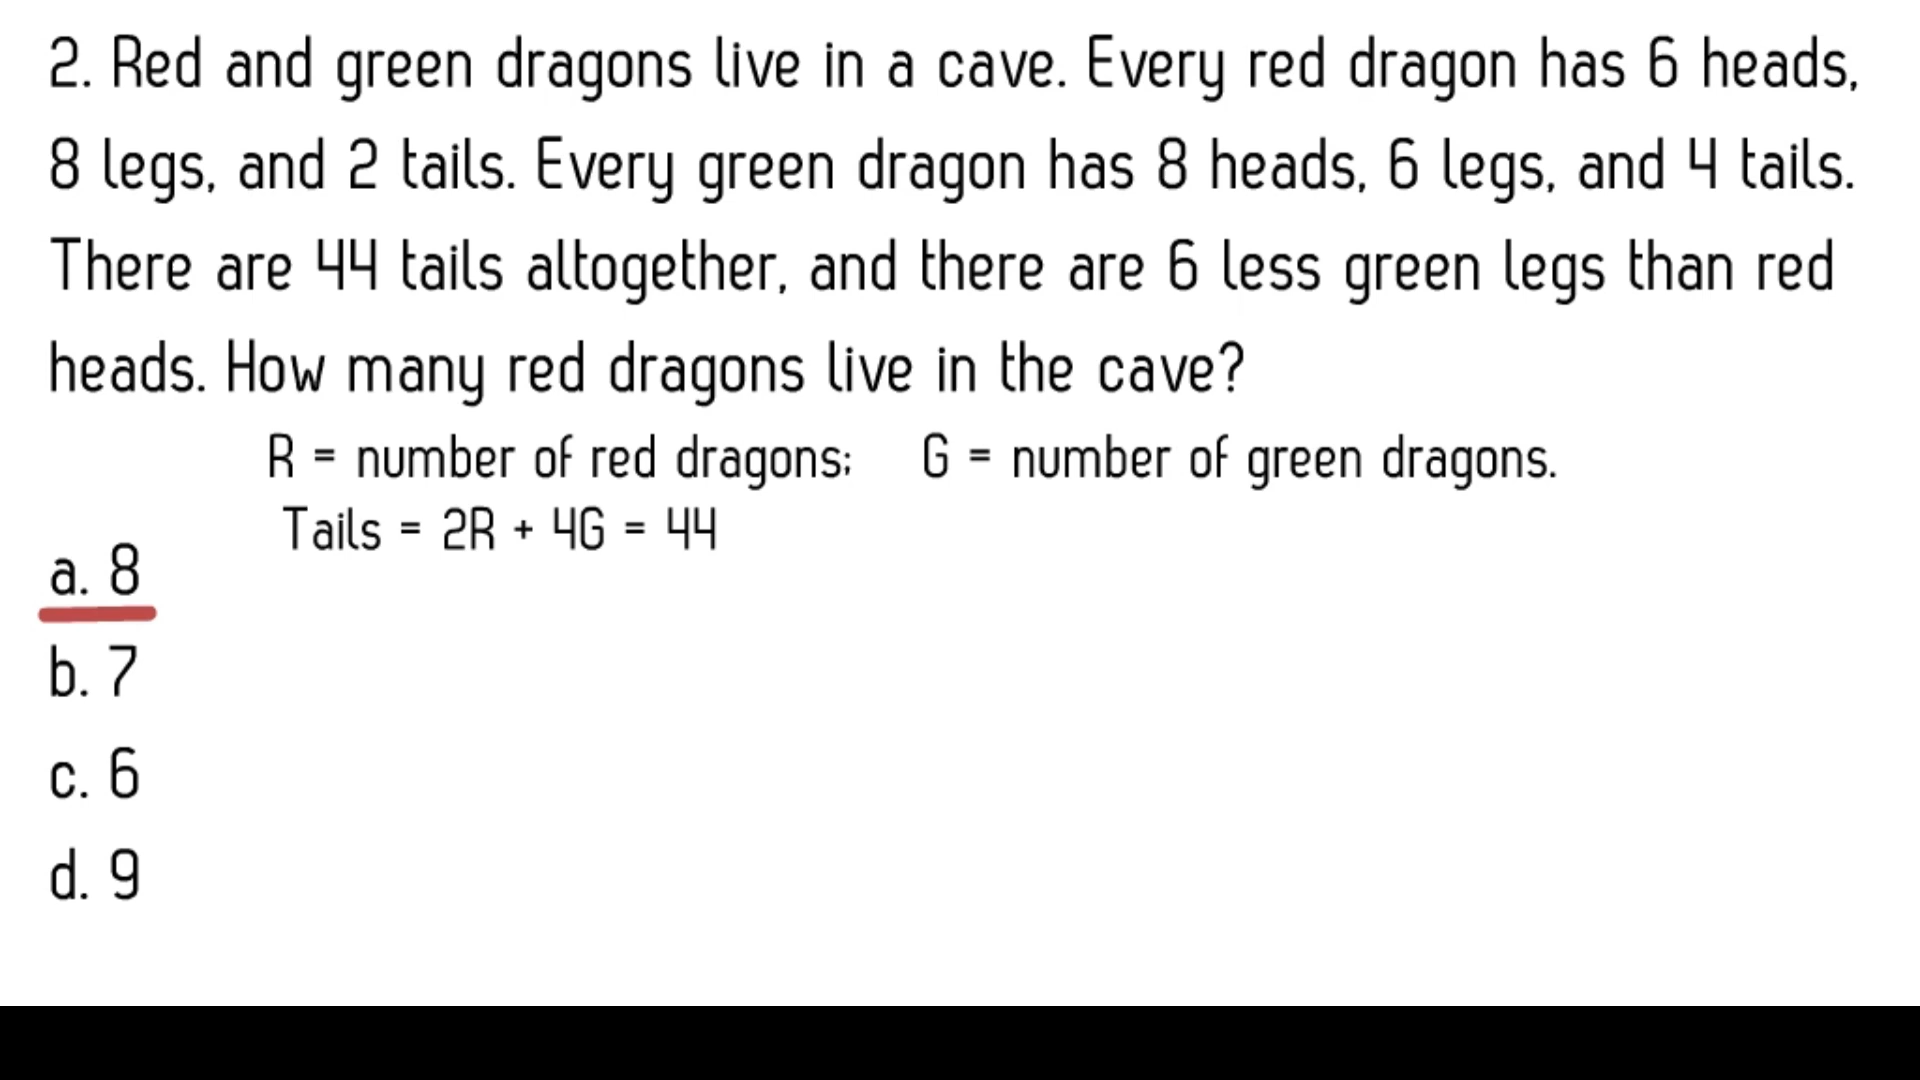 2. Red and green dragons live in a cave. Every red dragon has 6 heads,
8 legs, and 2 tails. Every green dragon has 8 heads, 6 legs, and 4 tails.
There are 44 tails altogether, and there are 6 less green legs than red
heads. How many red dragons live in the cave?
R = number of red dragons; G = number of green dragons.
Tails = 2R + 4G = 44
a. 8
b. 7
c. 6
d. 9